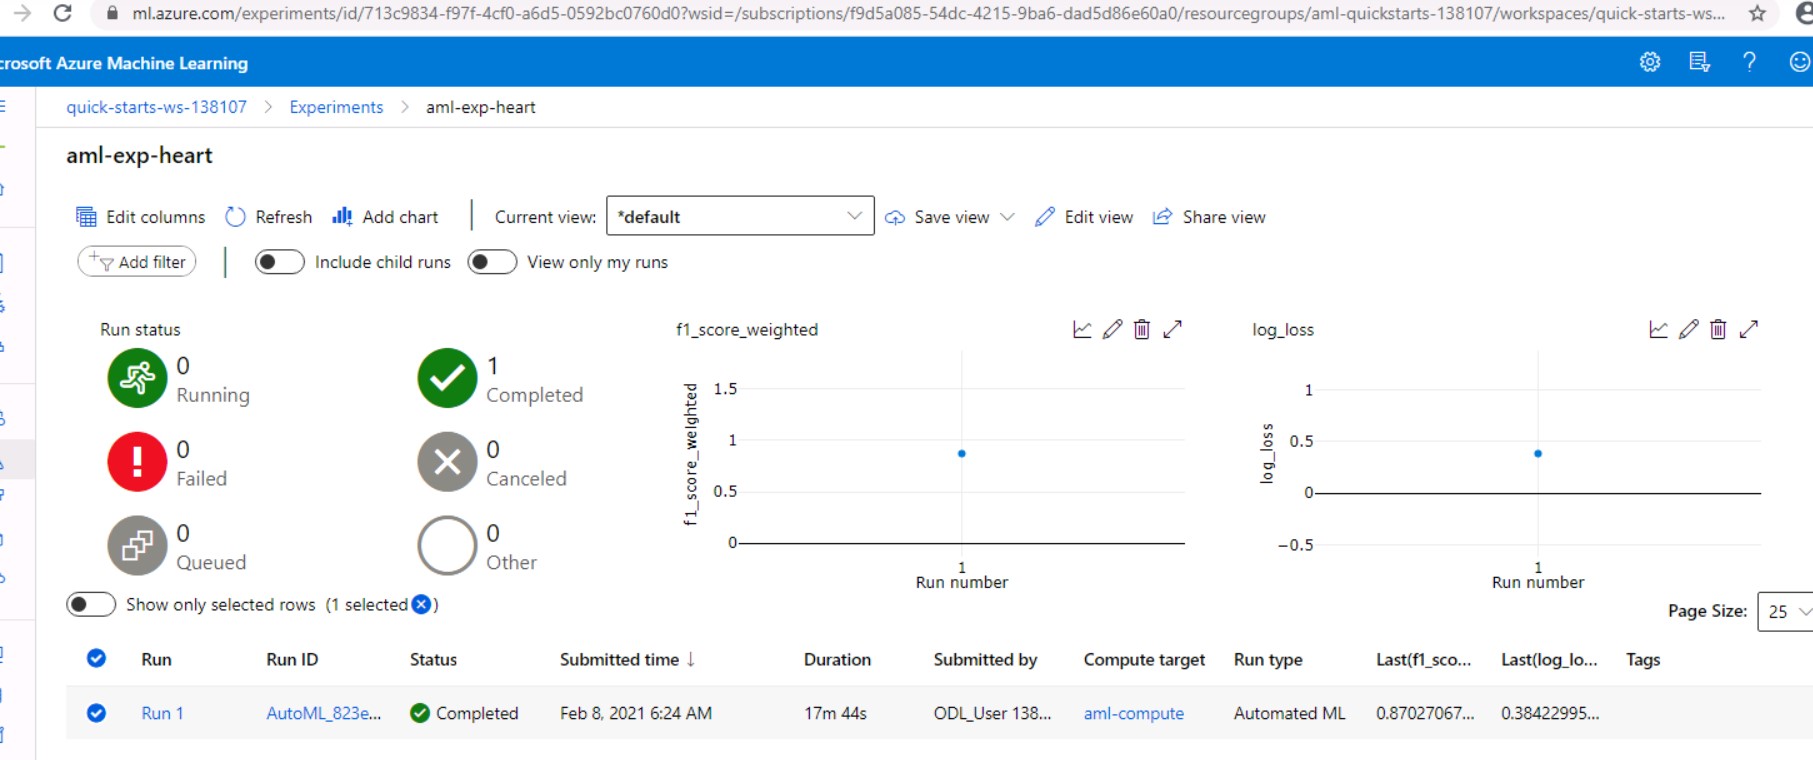 ml.azure.com/experiments/id/713c9834-f97f-4cf0-a6d5-0592bc0760d0?wsid=/subscriptions/f9d5a085-54dc-4215-9ba6-dad5d86e60a0/resourcegroups/aml-quickstarts-138107/workspaces/quick-starts-ws...
crosoft Azure Machine Learning
quick-starts-ws-138107 > Experiments > aml-exp-heart
aml-exp-heart
Edit columns Refresh Add chart Current view: *default Save view Edit view Share view
Add filter Include child runs View only my runs
Run status
0
Running
1
Completed
0
Failed
0
Canceled
0
Queued
0
Other
f1_score_weighted
f1_score_weighted
1.5
1
0.5
0
1
Run number
log_loss
log_loss
1
0.5
0
−0.5
1
Run number
Show only selected rows (1 selected )
Page Size: 25
Run Run ID Status Submitted time ↓ Duration Submitted by Compute target Run type Last(f1_sco... Last(log_lo... Tags
Run 1 AutoML_823e... Completed Feb 8, 2021 6:24 AM 17m 44s ODL_User 138... aml-compute Automated ML 0.87027067... 0.38422995...